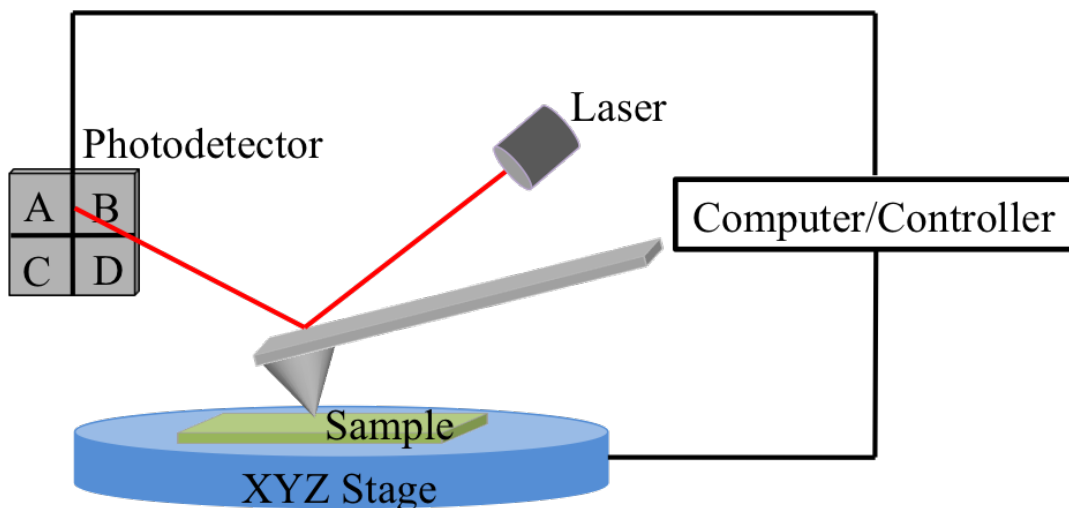 Laser
Photodetector
A B
C D
Computer/Controller
Sample
XYZ Stage